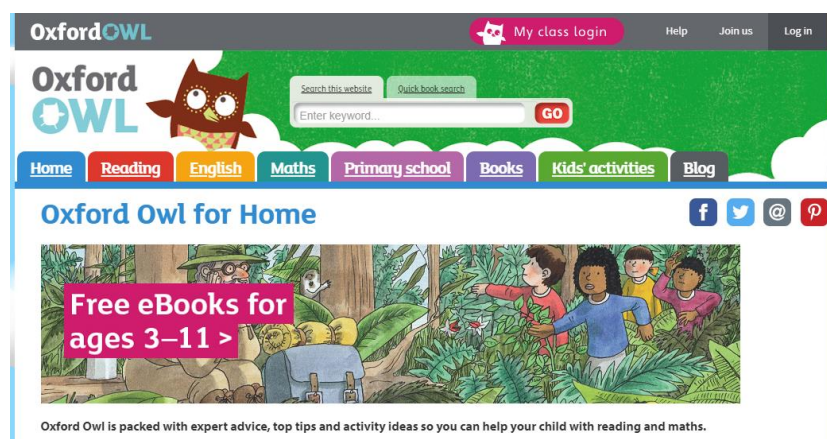 OxfordOWL
My class login
Help
Join us
Log in
Oxford
OWL
Search this website
Quick book search
Enter keyword...
GO
Home
Reading
English
Maths
Primary school
Books
Kids' activities
Blog
Oxford Owl for Home
f
@
Free eBooks for
ages 3–11 >
Oxford Owl is packed with expert advice, top tips and activity ideas so you can help your child with reading and maths.